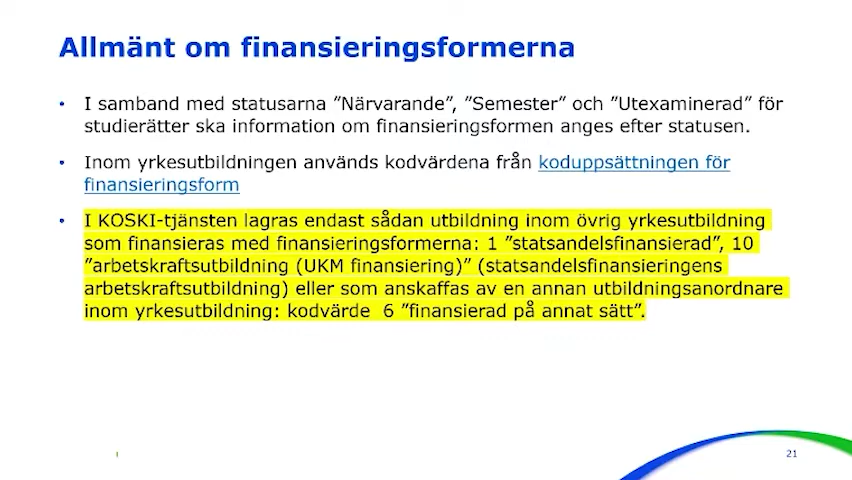 Allmänt om finansieringsformerna
• I samband med statusarna ”Närvarande”, ”Semester” och ”Utexaminerad” för
studierätter ska information om finansieringsformen anges efter statusen.
• Inom yrkesutbildningen används kodvärdena från koduppsättningen för
finansieringsform
• I KOSKI-tjänsten lagras endast sådan utbildning inom övrig yrkesutbildning
som finansieras med finansieringsformerna: 1 ”statsandelsfinansierad”, 10
”arbetskraftsutbildning (UKM finansiering)” (statsandelsfinansieringens
arbetskraftsutbildning) eller som anskaffas av en annan utbildningsanordnare
inom yrkesutbildning: kodvärde  6 ”finansierad på annat sätt”.
21